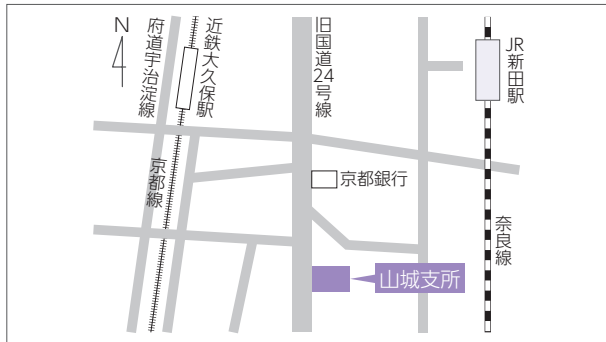 N
府道宇治淀線
近鉄大久保駅
旧国道24号線
JR新田駅
京都線
京都銀行
奈良線
山城支所